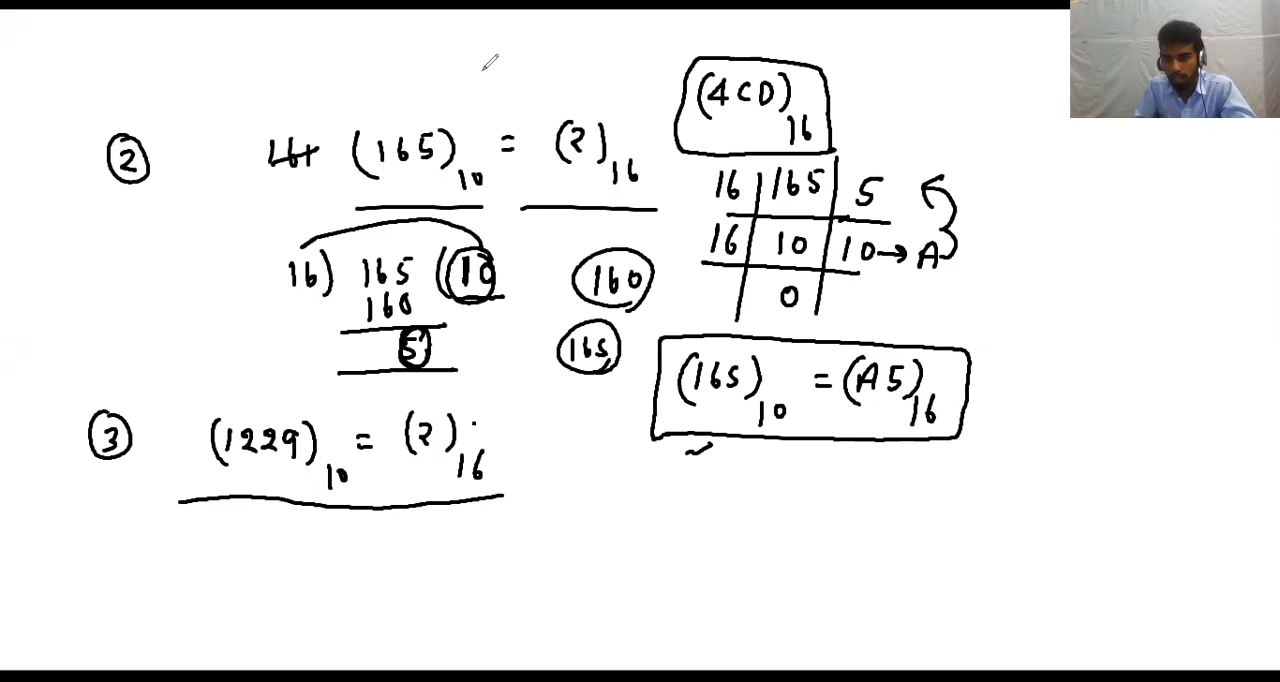 (4CD)16
② (165)10 = (?)16
16 | 165 | 5
16 | 10 | 10 → A
0
16) 165 (10
160
5
160
165
(165)10 = (A5)16
③ (1229)10 = (?)16